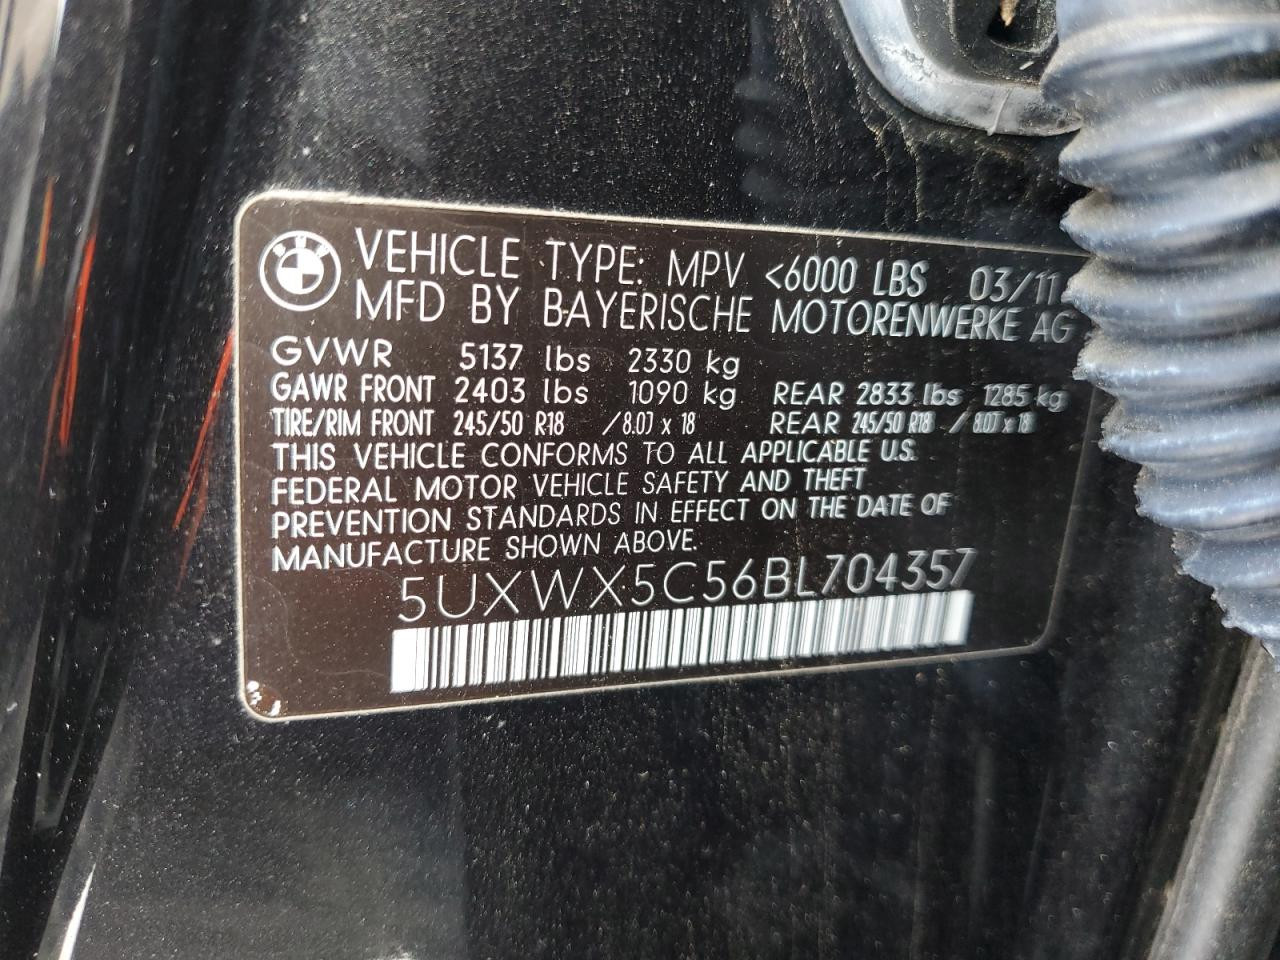 VEHICLE TYPE: MPV <6000 LBS 03/11
MFD BY BAYERISCHE MOTORENWERKE AG
GVWR 5137 lbs 2330 kg
GAWR FRONT 2403 lbs 1090 kg REAR 2833 lbs 1285 kg
TIRE/RIM FRONT 245/50 R18 /8.0J x 18 REAR 245/50 R18 / 8.0J x 18
THIS VEHICLE CONFORMS TO ALL APPLICABLE U.S.
FEDERAL MOTOR VEHICLE SAFETY AND THEFT
PREVENTION STANDARDS IN EFFECT ON THE DATE OF
MANUFACTURE SHOWN ABOVE.
5UXWX5C56BL704357